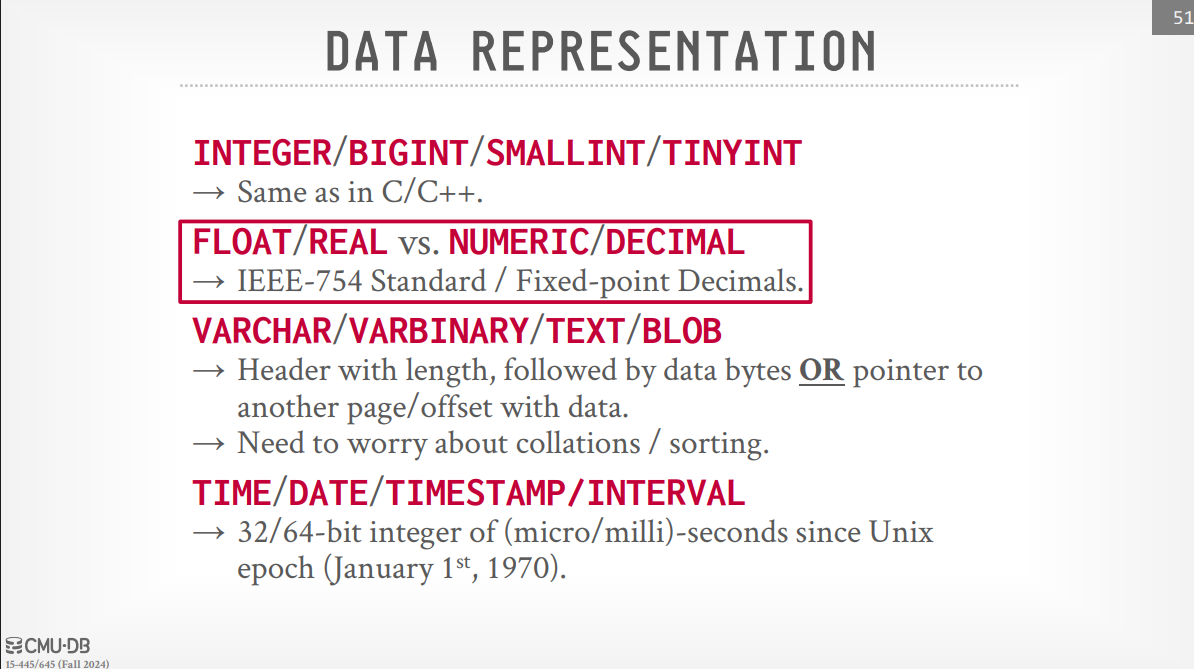 51
DATA REPRESENTATION
INTEGER/BIGINT/SMALLINT/TINYINT
→ Same as in C/C++.
FLOAT/REAL vs. NUMERIC/DECIMAL
→ IEEE-754 Standard / Fixed-point Decimals.
VARCHAR/VARBINARY/TEXT/BLOB
→ Header with length, followed by data bytes OR pointer to
another page/offset with data.
→ Need to worry about collations / sorting.
TIME/DATE/TIMESTAMP/INTERVAL
→ 32/64-bit integer of (micro/milli)-seconds since Unix
epoch (January 1st, 1970).
CMU·DB
15-445/645 (Fall 2024)